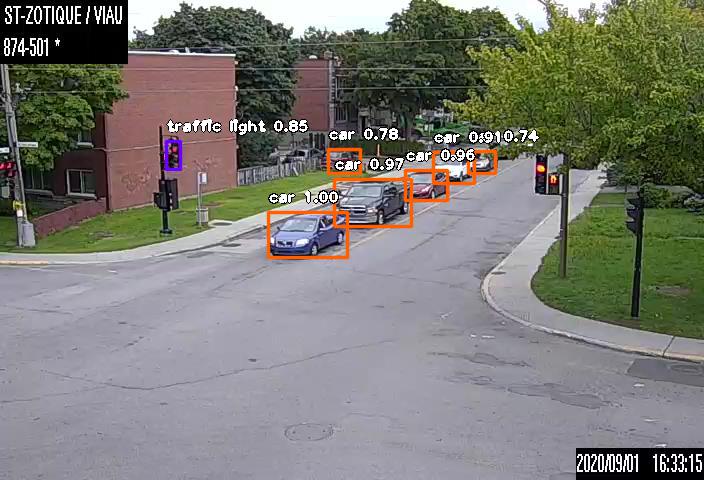 ST-ZOTIQUE / VIAU
874-501 *
traffic light 0.85
car 0.78
car 0.91
0.74
car 0.97
car 0.96
car 1.00
2020/09/01 16:33:15